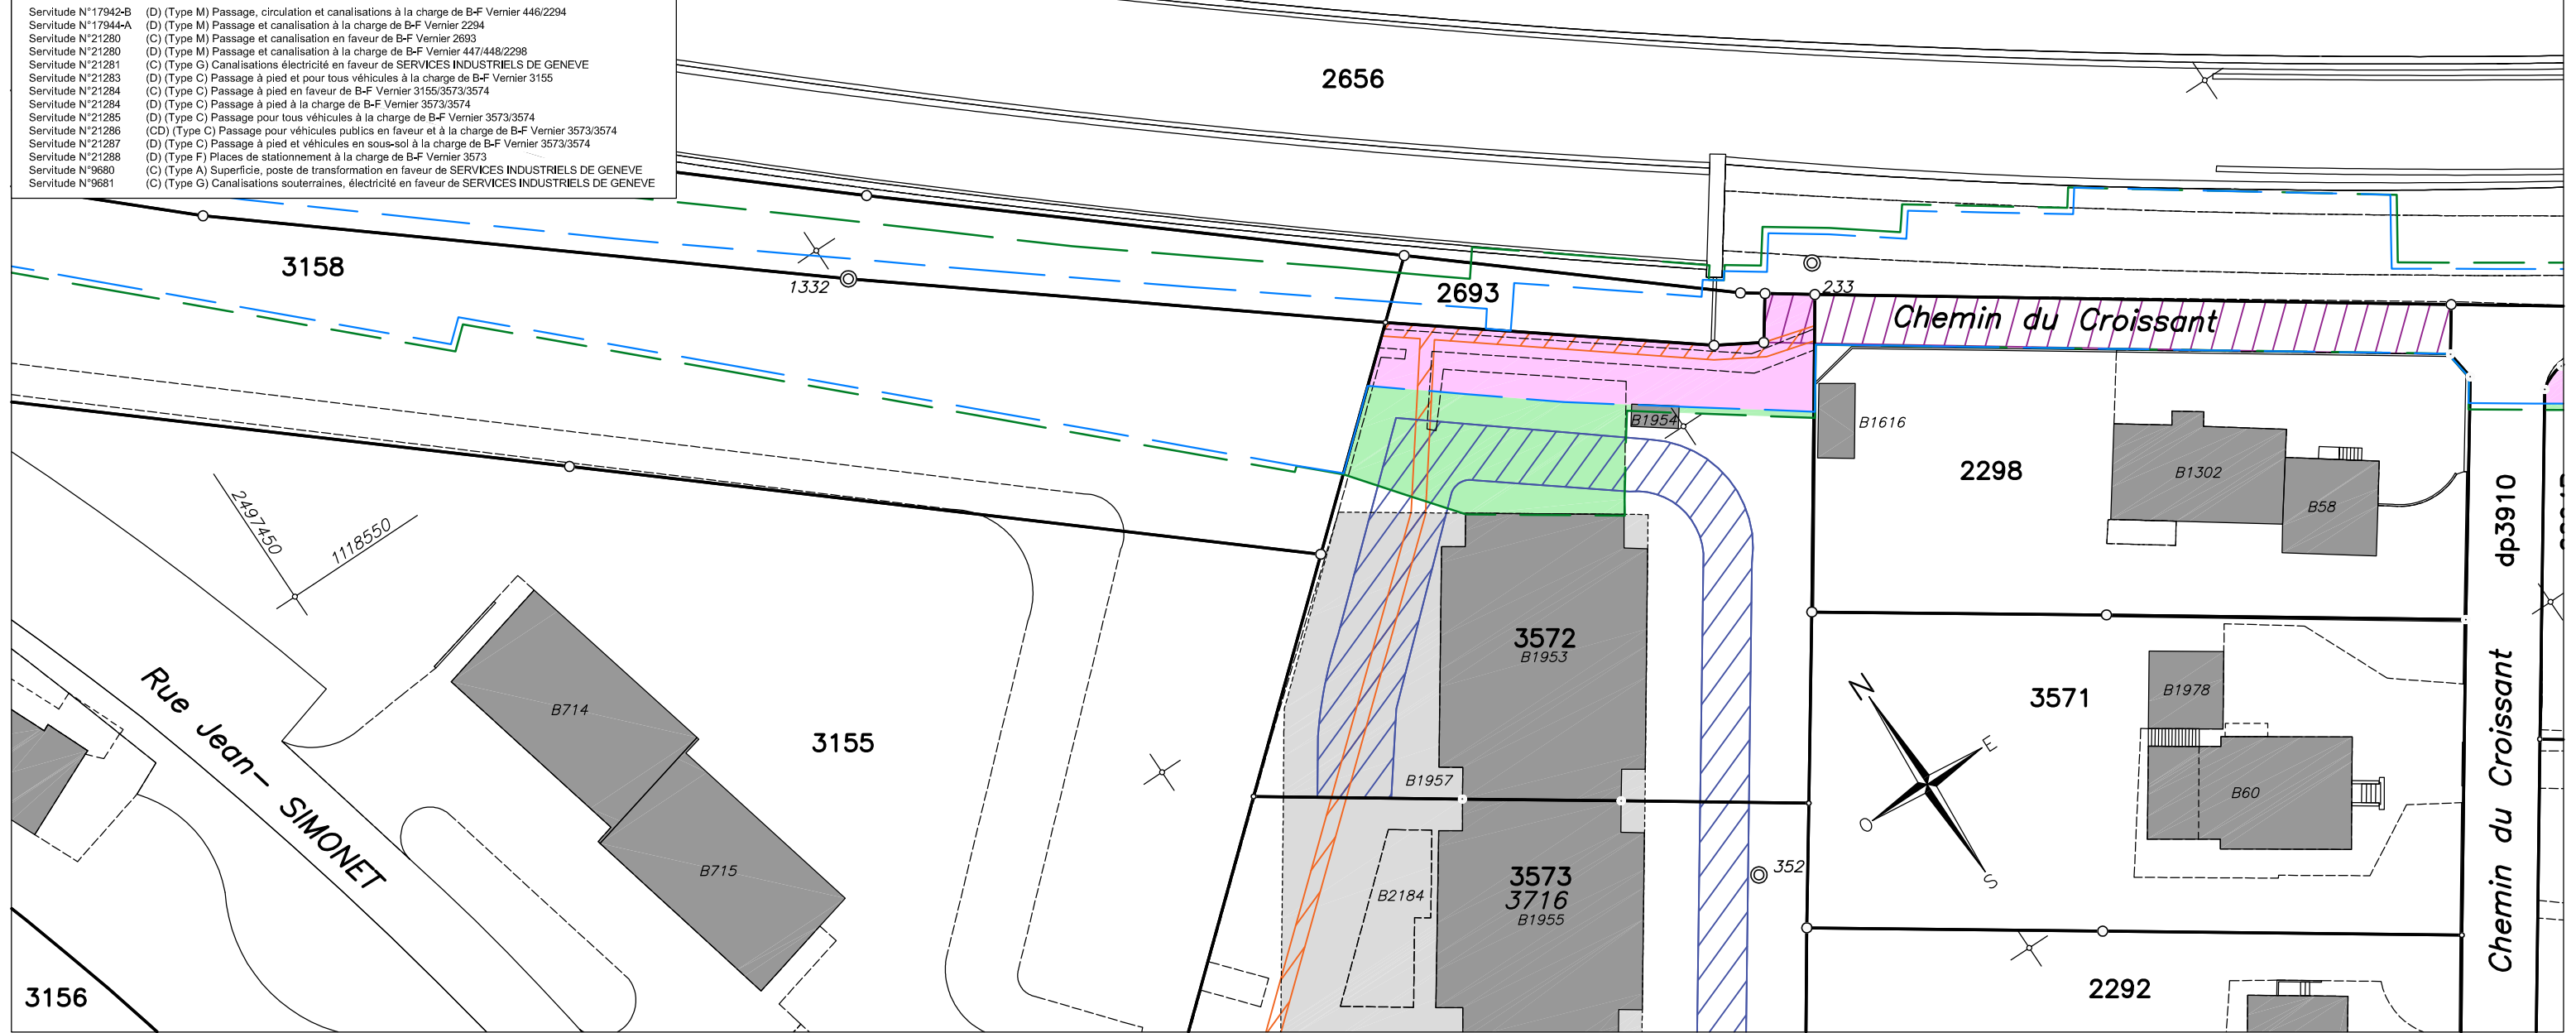 Servitude N°17942-B (D) (Type M) Passage, circulation et canalisations à la charge de B-F Vernier 446/2294
Servitude N°17944-A (D) (Type M) Passage et canalisation à la charge de B-F Vernier 2294
Servitude N°21280 (C) (Type M) Passage et canalisation en faveur de B-F Vernier 2693
Servitude N°21280 (D) (Type M) Passage et canalisation à la charge de B-F Vernier 447/448/2298
Servitude N°21281 (C) (Type G) Canalisations électricité en faveur de SERVICES INDUSTRIELS DE GENEVE
Servitude N°21283 (D) (Type C) Passage à pied et pour tous véhicules à la charge de B-F Vernier 3155
Servitude N°21284 (C) (Type C) Passage à pied en faveur de B-F Vernier 3155/3573/3574
Servitude N°21284 (D) (Type C) Passage à pied à la charge de B-F Vernier 3573/3574
Servitude N°21285 (D) (Type C) Passage pour tous véhicules à la charge de B-F Vernier 3573/3574
Servitude N°21286 (CD) (Type C) Passage pour véhicules publics en faveur et à la charge de B-F Vernier 3573/3574
Servitude N°21287 (D) (Type C) Passage à pied et véhicules en sous-sol à la charge de B-F Vernier 3573/3574
Servitude N°21288 (D) (Type F) Places de stationnement à la charge de B-F Vernier 3573
Servitude N°9680 (C) (Type A) Superficie, poste de transformation en faveur de SERVICES INDUSTRIELS DE GENEVE
Servitude N°9681 (C) (Type G) Canalisations souterraines, électricité en faveur de SERVICES INDUSTRIELS DE GENEVE
2656
3158
1332
2693
233
Chemin du Croissant
B1954
B1616
2298
B1302
B58
dp3910
2497450
1118550
3572
B1953
Rue Jean-SIMONET
B714
3155
B1957
N
E
O
S
3571
B1978
B60
Chemin du Croissant
B715
B2184
3573
3716
B1955
352
3156
2292